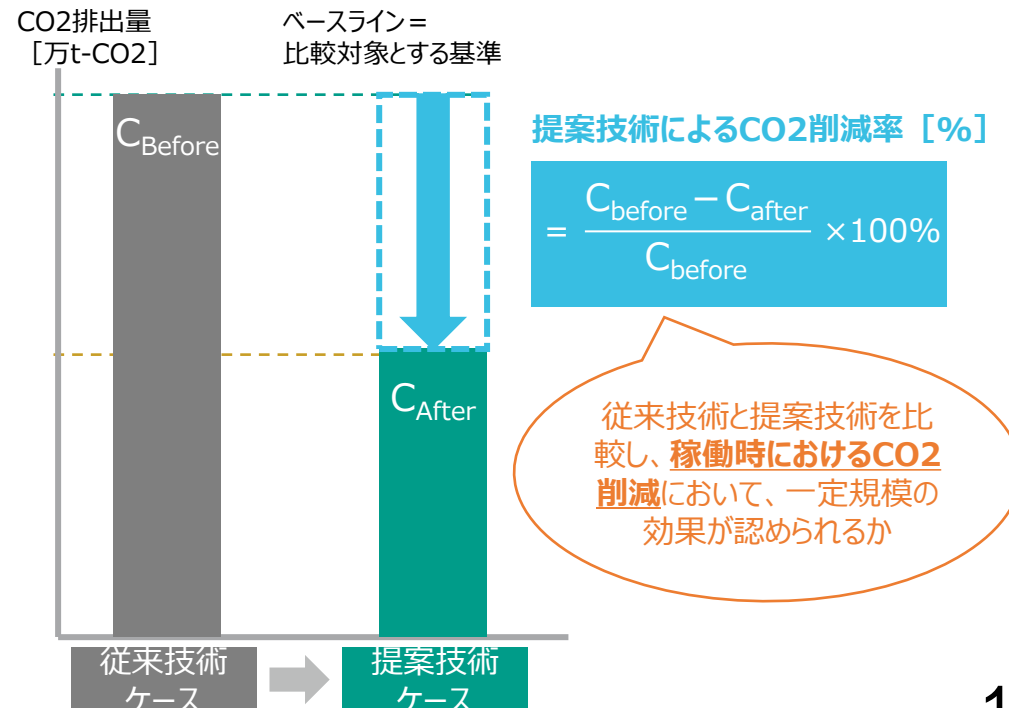 CO2排出量
［万t-CO2］
ベースライン＝
比較対象とする基準
C_Before
提案技術によるCO2削減率［%］
= (C_before − C_after) / C_before ×100%
C_After
従来技術と提案技術を比
較し、稼働時におけるCO2
削減において、一定規模の
効果が認められるか
従来技術
ケース
提案技術
ケース
1